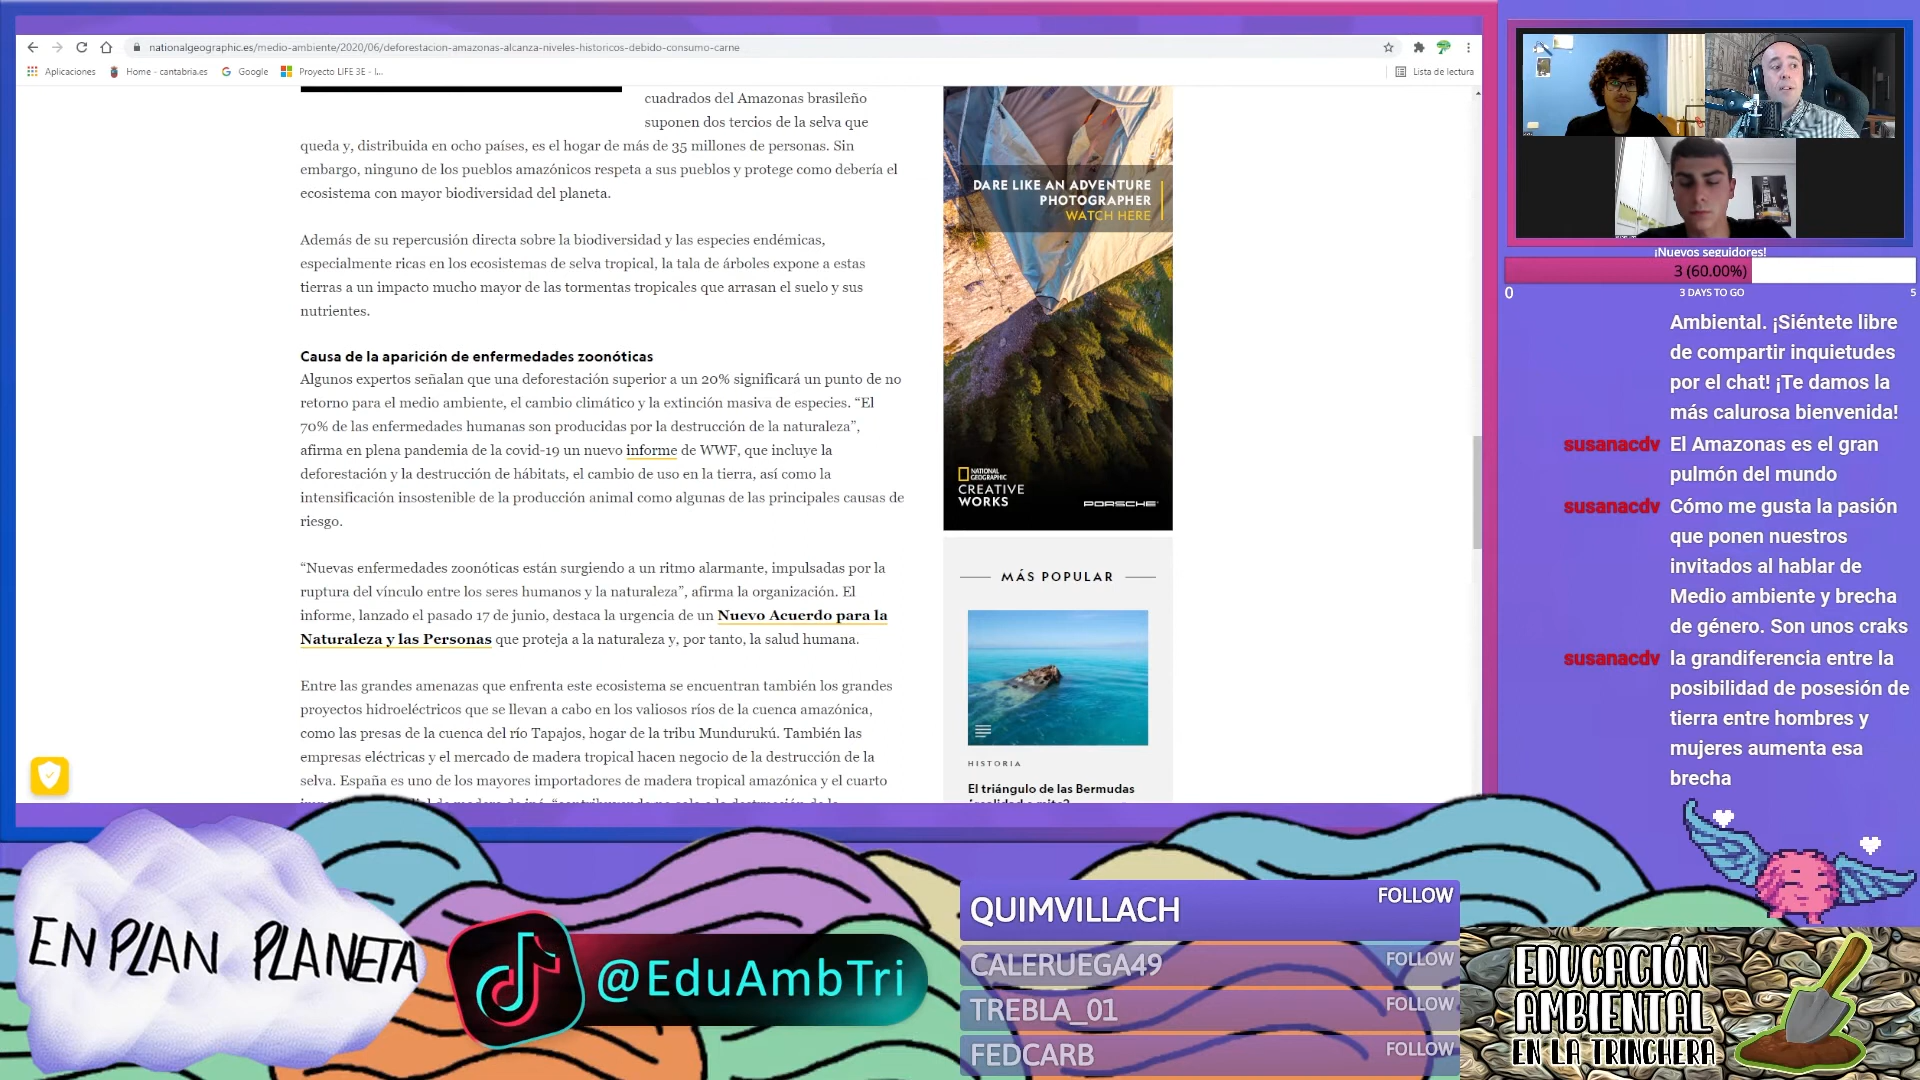 nationalgeographic.es/medio-ambiente/2020/06/deforestacion-amazonas-alcanza-niveles-historicos-debido-consumo-carne
Aplicaciones
Home - cantabria.es
Google
Proyecto LIFE 3E - I...
Lista de lectura
cuadrados del Amazonas brasileño
suponen dos tercios de la selva que
queda y, distribuida en ocho países, es el hogar de más de 35 millones de personas. Sin
embargo, ninguno de los pueblos amazónicos respeta a sus pueblos y protege como debería el
ecosistema con mayor biodiversidad del planeta.
Además de su repercusión directa sobre la biodiversidad y las especies endémicas,
especialmente ricas en los ecosistemas de selva tropical, la tala de árboles expone a estas
tierras a un impacto mucho mayor de las tormentas tropicales que arrasan el suelo y sus
nutrientes.
Causa de la aparición de enfermedades zoonóticas
Algunos expertos señalan que una deforestación superior a un 20% significará un punto de no
retorno para el medio ambiente, el cambio climático y la extinción masiva de especies. “El
70% de las enfermedades humanas son producidas por la destrucción de la naturaleza”,
afirma en plena pandemia de la covid-19 un nuevo informe de WWF, que incluye la
deforestación y la destrucción de hábitats, el cambio de uso en la tierra, así como la
intensificación insostenible de la producción animal como algunas de las principales causas de
riesgo.
“Nuevas enfermedades zoonóticas están surgiendo a un ritmo alarmante, impulsadas por la
ruptura del vínculo entre los seres humanos y la naturaleza”, afirma la organización. El
informe, lanzado el pasado 17 de junio, destaca la urgencia de un Nuevo Acuerdo para la
Naturaleza y las Personas que proteja a la naturaleza y, por tanto, la salud humana.
Entre las grandes amenazas que enfrenta este ecosistema se encuentran también los grandes
proyectos hidroeléctricos que se llevan a cabo en los valiosos ríos de la cuenca amazónica,
como las presas de la cuenca del río Tapajos, hogar de la tribu Mundurukú. También las
empresas eléctricas y el mercado de madera tropical hacen negocio de la destrucción de la
selva. España es uno de los mayores importadores de madera tropical amazónica y el cuarto
DARE LIKE AN ADVENTURE
PHOTOGRAPHER
WATCH HERE
NATIONAL
GEOGRAPHIC
CREATIVE
WORKS
PORSCHE
MÁS POPULAR
HISTORIA
El triángulo de las Bermudas
¡Nuevos seguidores!
3 (60.00%)
0
3 DAYS TO GO
5
Ambiental. ¡Siéntete libre
de compartir inquietudes
por el chat! ¡Te damos la
más calurosa bienvenida!
susanacdv El Amazonas es el gran
pulmón del mundo
susanacdv Cómo me gusta la pasión
que ponen nuestros
invitados al hablar de
Medio ambiente y brecha
de género. Son unos craks
susanacdv la grandiferencia entre la
posibilidad de posesión de
tierra entre hombres y
mujeres aumenta esa
brecha
EN PLAN PLANETA
@EduAmbTri
QUIMVILLACH FOLLOW
CALERUEGA49 FOLLOW
TREBLA_01 FOLLOW
FEDCARB FOLLOW
EDUCACIÓN
AMBIENTAL
EN LA TRINCHERA